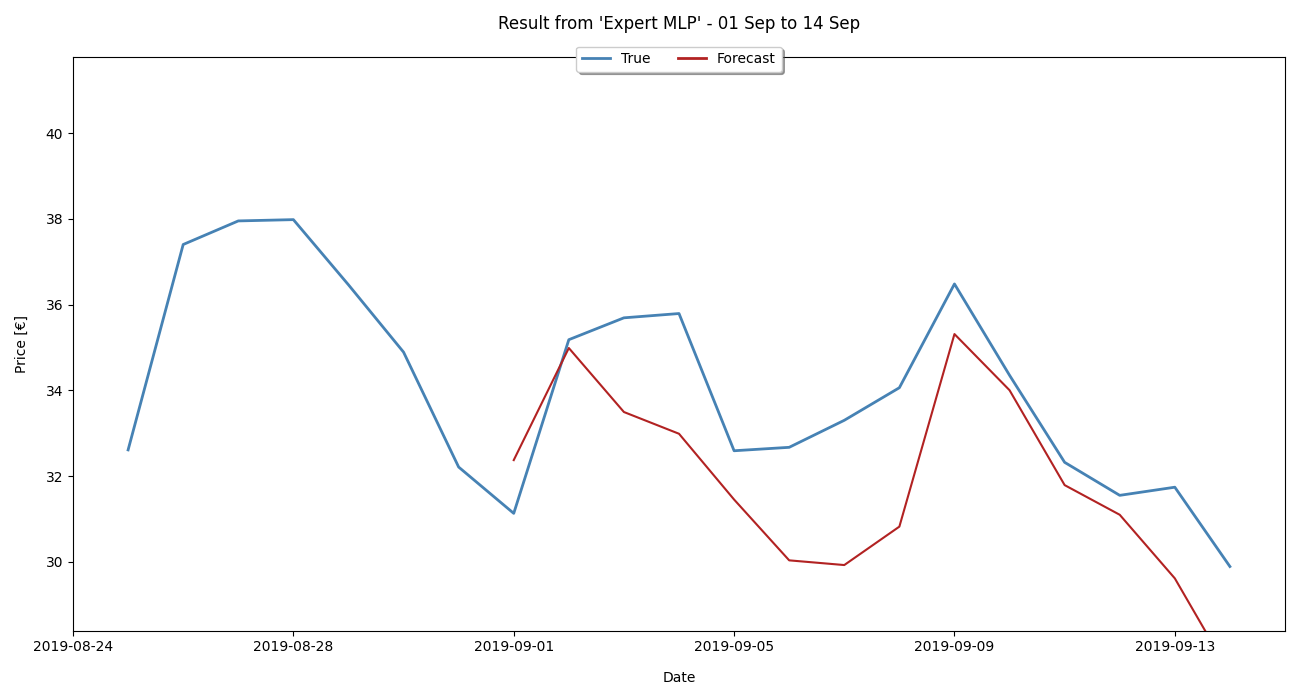 Result from 'Expert MLP' - 01 Sep to 14 Sep
True Forecast
Price [€]
40
38
36
34
32
30
2019-08-24 2019-08-28 2019-09-01 2019-09-05 2019-09-09 2019-09-13
Date